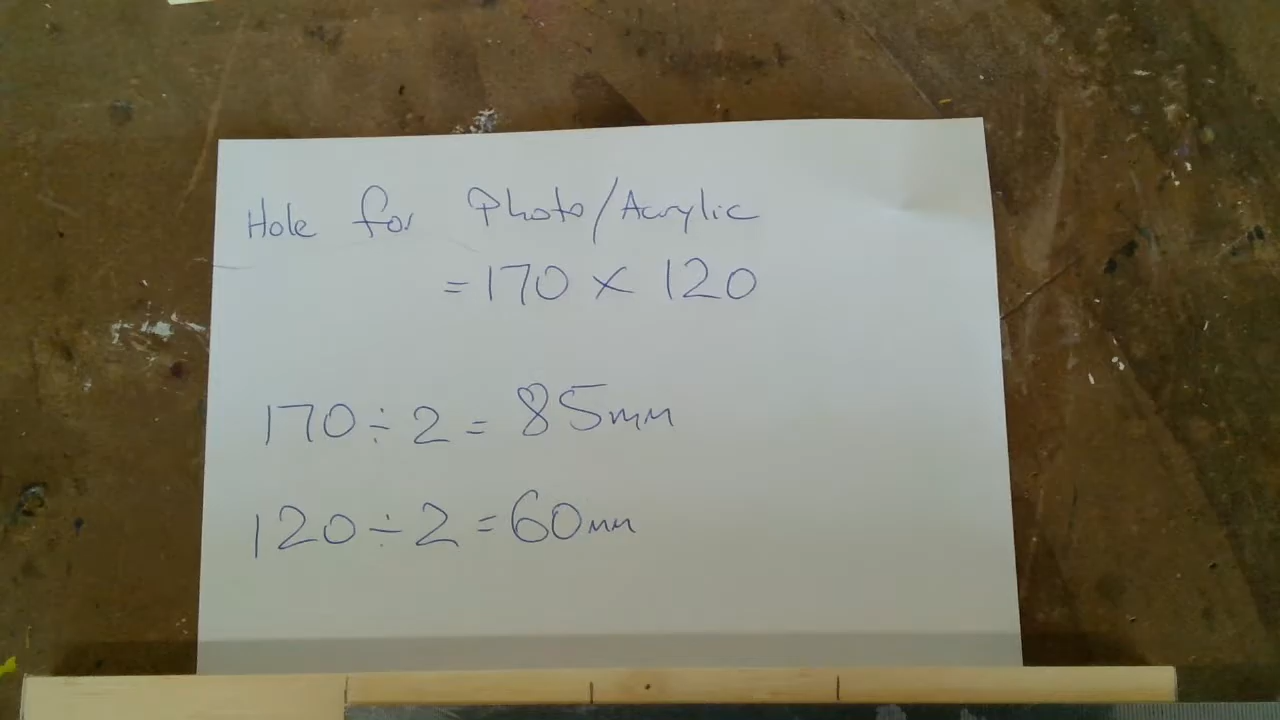 Hole for Photo/Acrylic
= 170 x 120
170 ÷ 2 = 85mm
120 ÷ 2 = 60mm